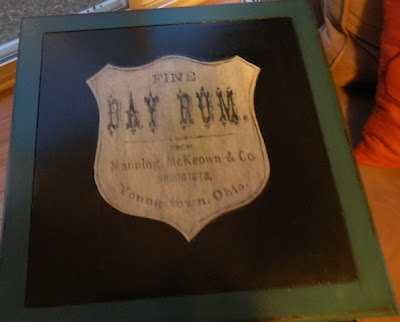 FINE
BAY RUM.
FROM
Manning, McKeown & Co.
DRUGGISTS,
Youngstown, Ohio.